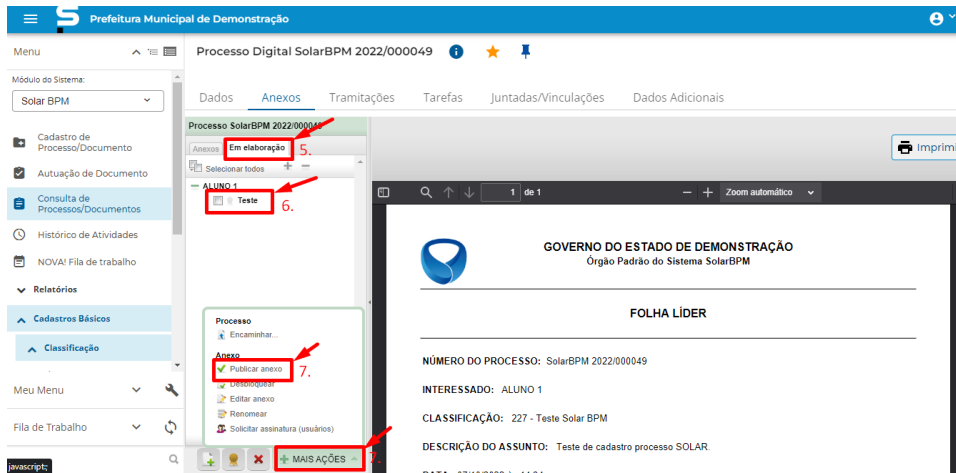 Prefeitura Municipal de Demonstração
Menu
Módulo do Sistema:
Solar BPM
Cadastro de
Processo/Documento
Autuação de Documento
Consulta de
Processos/Documentos
Histórico de Atividades
NOVA! Fila de trabalho
Relatórios
Cadastros Básicos
Classificação
Meu Menu
Fila de Trabalho
javascript:;
Processo Digital SolarBPM 2022/000049
Dados Anexos Tramitações Tarefas Juntadas/Vinculações Dados Adicionais
Processo SolarBPM 2022/000049
Anexos Em elaboração 5.
Selecionar todos
ALUNO 1
Teste 6.
Processo
Encaminhar...
Anexo
Publicar anexo 7.
Desbloquear
Editar anexo
Renomear
Solicitar assinatura (usuários)
MAIS AÇÕES 7.
Imprimi
1 de 1 Zoom automático
GOVERNO DO ESTADO DE DEMONSTRAÇÃO
Órgão Padrão do Sistema SolarBPM
FOLHA LÍDER
NÚMERO DO PROCESSO: SolarBPM 2022/000049
INTERESSADO: ALUNO 1
CLASSIFICAÇÃO: 227 - Teste Solar BPM
DESCRIÇÃO DO ASSUNTO: Teste de cadastro processo SOLAR.